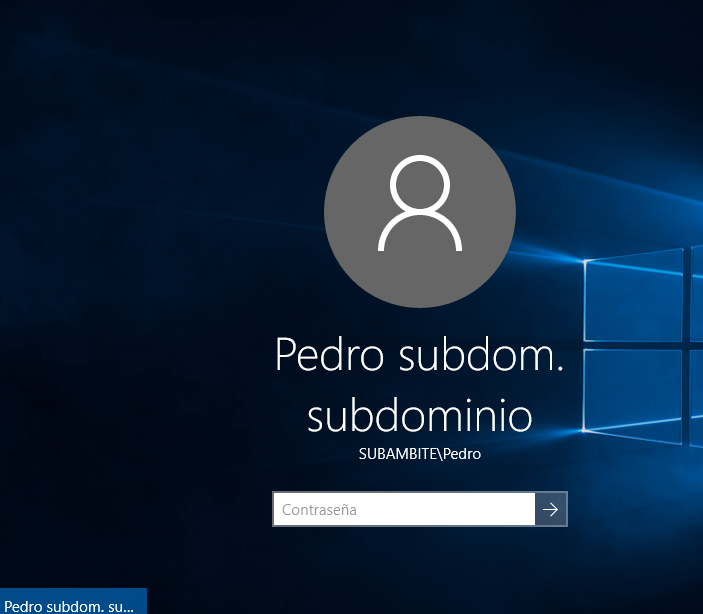 Pedro subdom.
subdominio
SUBAMBITE\Pedro
Contraseña
Pedro subdom. su...